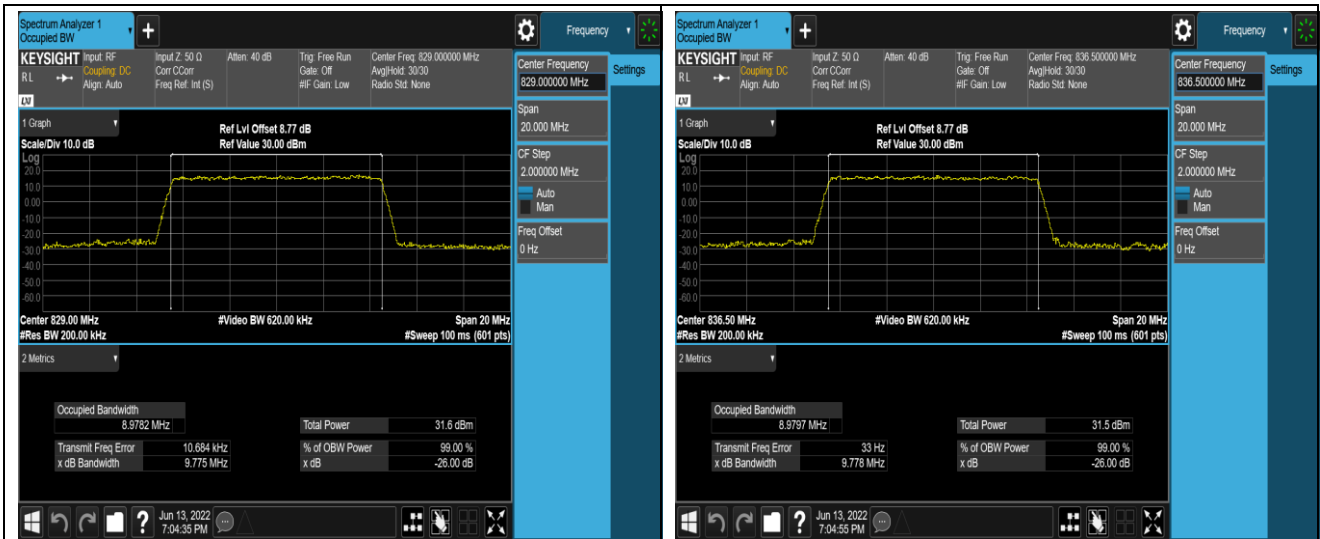 Spectrum Analyzer 1
Occupied BW
+
Frequency
KEYSIGHT
RL
LXI
Input: RF
Coupling: DC
Align: Auto
Input Z: 50 Ω
Corr CCorr
Freq Ref: Int (S)
Atten: 40 dB
Trig: Free Run
Gate: Off
#IF Gain: Low
Center Freq: 829.000000 MHz
Avg|Hold: 30/30
Radio Std: None
Center Frequency
829.000000 MHz
Settings
Span
20.000 MHz
CF Step
2.000000 MHz
Auto
Man
Freq Offset
0 Hz
1 Graph
Ref Lvl Offset 8.77 dB
Scale/Div 10.0 dB
Ref Value 30.00 dBm
Log
20.0
10.0
0.00
-10.0
-20.0
-30.0
-40.0
-50.0
-60.0
Center 829.00 MHz
#Video BW 620.00 kHz
Span 20 MHz
#Res BW 200.00 kHz
#Sweep 100 ms (601 pts)
2 Metrics
Occupied Bandwidth
8.9782 MHz
Total Power 31.6 dBm
Transmit Freq Error 10.684 kHz
% of OBW Power 99.00 %
x dB Bandwidth 9.775 MHz
x dB -26.00 dB
?
Jun 13, 2022
7:04:35 PM
Spectrum Analyzer 1
Occupied BW
+
Frequency
KEYSIGHT
RL
LXI
Input: RF
Coupling: DC
Align: Auto
Input Z: 50 Ω
Corr CCorr
Freq Ref: Int (S)
Atten: 40 dB
Trig: Free Run
Gate: Off
#IF Gain: Low
Center Freq: 836.500000 MHz
Avg|Hold: 30/30
Radio Std: None
Center Frequency
836.500000 MHz
Settings
Span
20.000 MHz
CF Step
2.000000 MHz
Auto
Man
Freq Offset
0 Hz
1 Graph
Ref Lvl Offset 8.77 dB
Scale/Div 10.0 dB
Ref Value 30.00 dBm
Log
20.0
10.0
0.00
-10.0
-20.0
-30.0
-40.0
-50.0
-60.0
Center 836.50 MHz
#Video BW 620.00 kHz
Span 20 MHz
#Res BW 200.00 kHz
#Sweep 100 ms (601 pts)
2 Metrics
Occupied Bandwidth
8.9797 MHz
Total Power 31.5 dBm
Transmit Freq Error 33 Hz
% of OBW Power 99.00 %
x dB Bandwidth 9.778 MHz
x dB -26.00 dB
?
Jun 13, 2022
7:04:55 PM